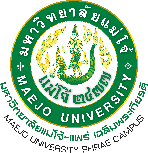 มหาวิทยาลัยแม่โจ้
แม่โจ้ ๒๔๗๗
MAEJO UNIVERSITY
มหาวิทยาลัยแม่โจ้-แพร่ เฉลิมพระเกียรติ
MAEJO UNIVERSITY PHRAE CAMPUS